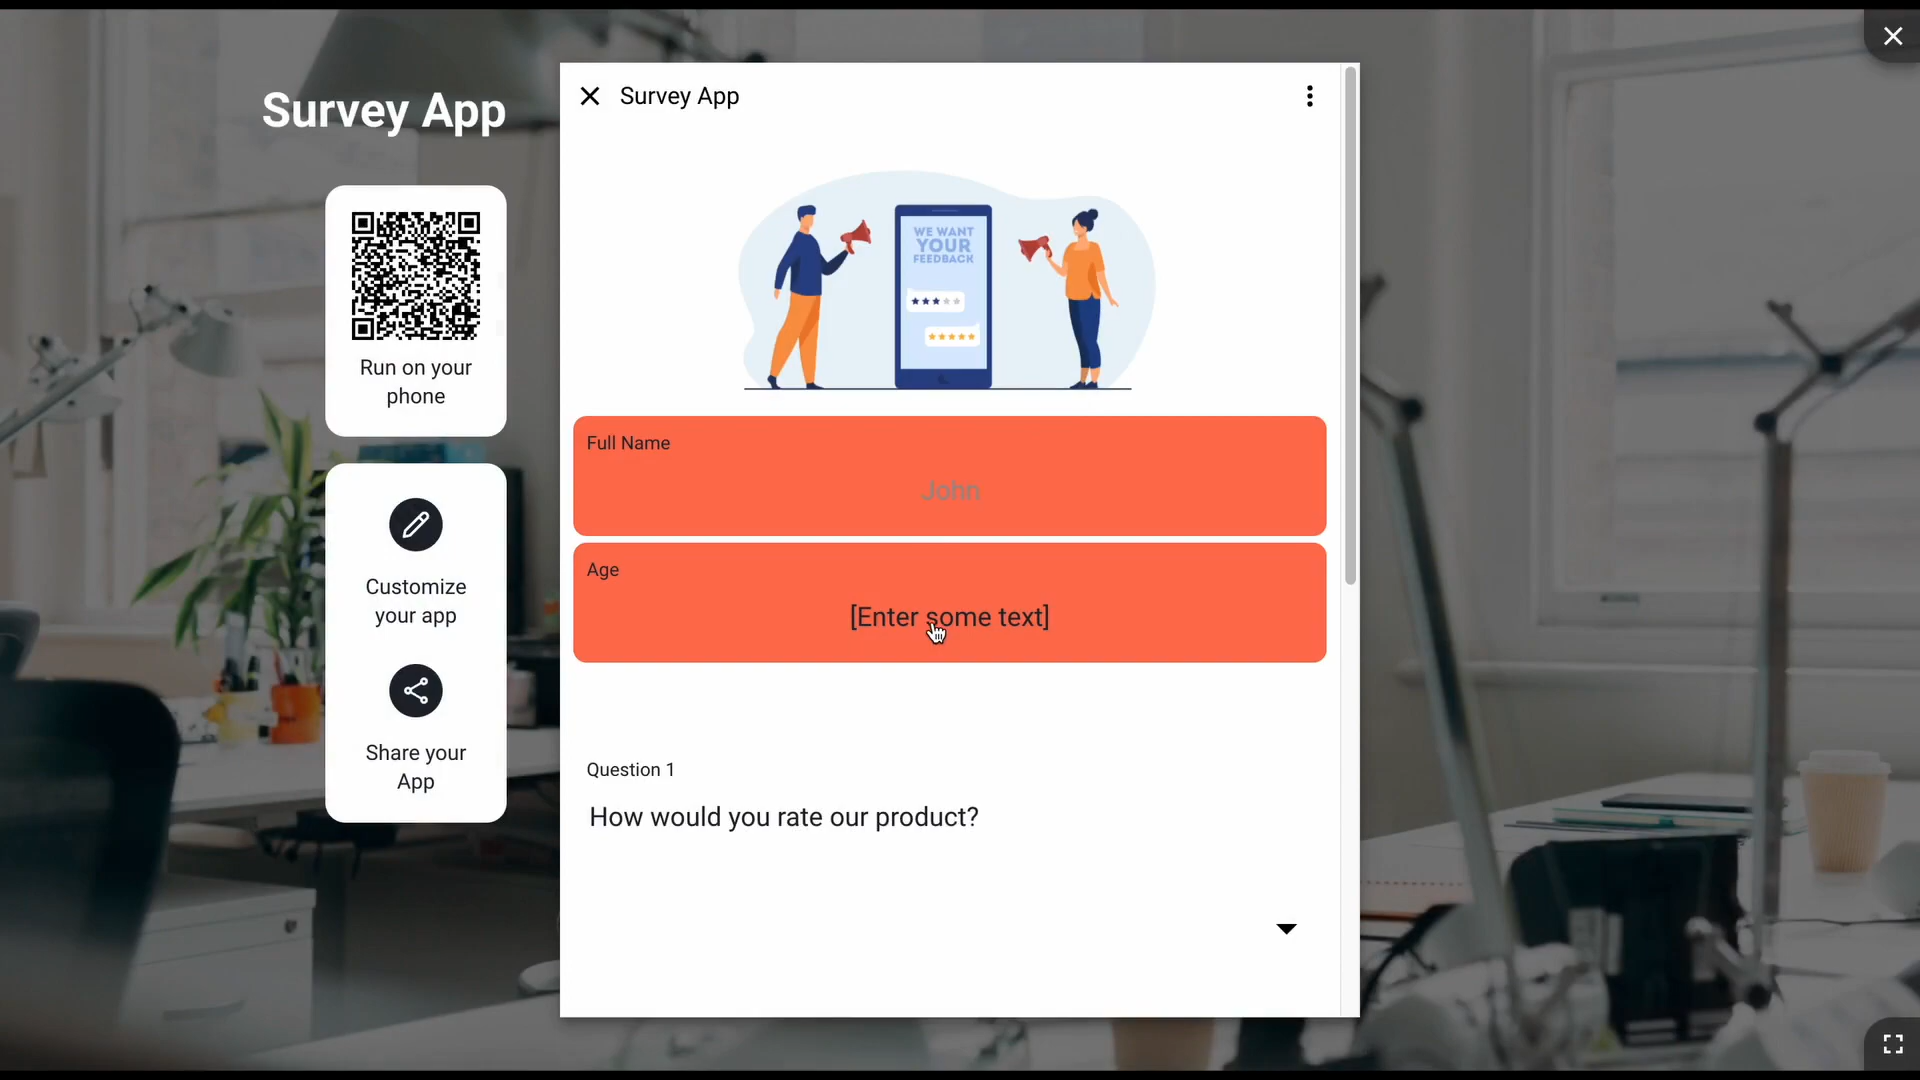 Survey App
Run on your
phone
Customize
your app
Share your
App
Survey App
WE WANT
YOUR
FEEDBACK
Full Name
John
Age
[Enter some text]
Question 1
How would you rate our product?